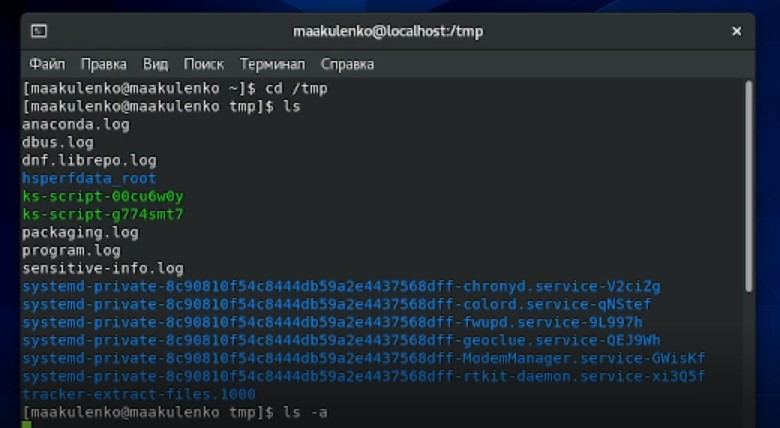 maakulenko@localhost:/tmp
Файл Правка Вид Поиск Терминал Справка
[maakulenko@maakulenko ~]$ cd /tmp
[maakulenko@maakulenko tmp]$ ls
anaconda.log
dbus.log
dnf.librepo.log
hsperfdata_root
ks-script-00cu6w0y
ks-script-g774smt7
packaging.log
program.log
sensitive-info.log
systemd-private-8c90810f54c8444db59a2e4437568dff-chronyd.service-V2ciZg
systemd-private-8c90810f54c8444db59a2e4437568dff-colord.service-qNStef
systemd-private-8c90810f54c8444db59a2e4437568dff-fwupd.service-9L997h
systemd-private-8c90810f54c8444db59a2e4437568dff-geoclue.service-QEJ9Wh
systemd-private-8c90810f54c8444db59a2e4437568dff-ModemManager.service-GWisKf
systemd-private-8c90810f54c8444db59a2e4437568dff-rtkit-daemon.service-xi3Q5f
tracker-extract-files.1000
[maakulenko@maakulenko tmp]$ ls -a